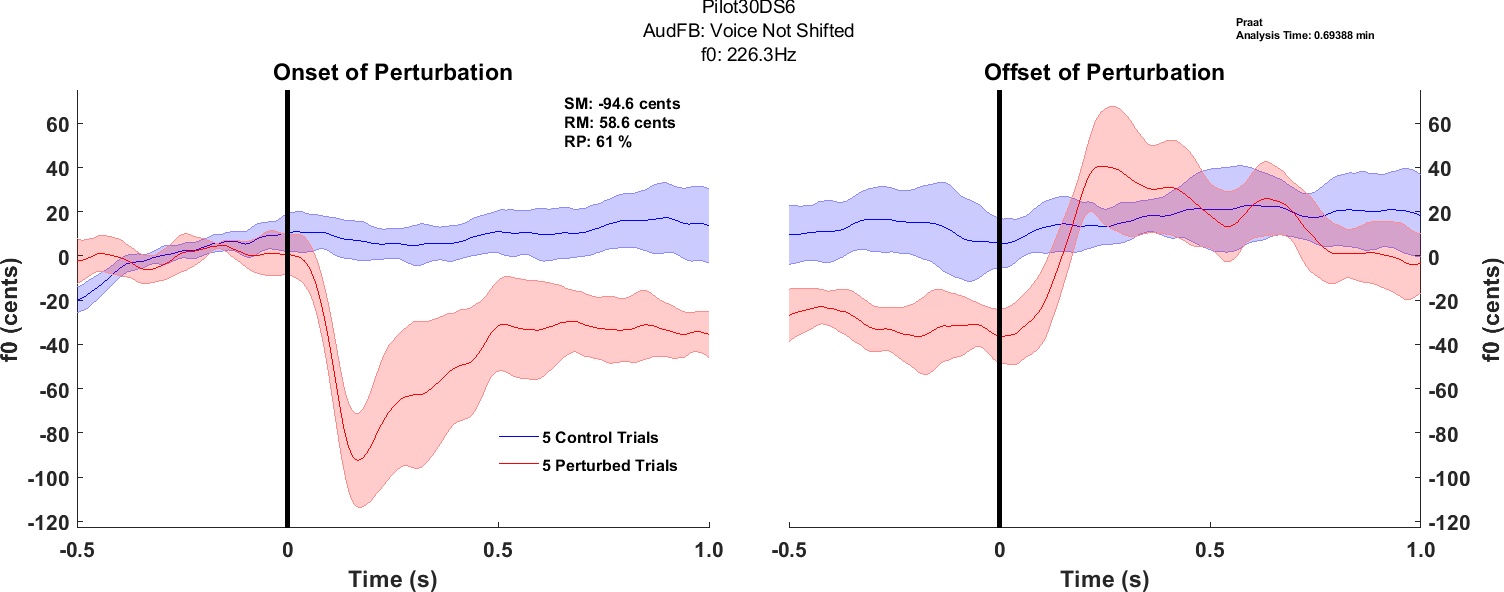 Pilot30DS6
AudFB: Voice Not Shifted
f0: 226.3Hz
Praat
Analysis Time: 0.69388 min
Onset of Perturbation
SM: -94.6 cents
RM: 58.6 cents
RP: 61 %
f0 (cents)
60
40
20
0
-20
-40
-60
-80
-100
-120
5 Control Trials
5 Perturbed Trials
-0.5 0 0.5 1.0
Time (s)
Offset of Perturbation
60
40
20
0
-20
-40
-60
-80
-100
-120
f0 (cents)
-0.5 0 0.5 1.0
Time (s)